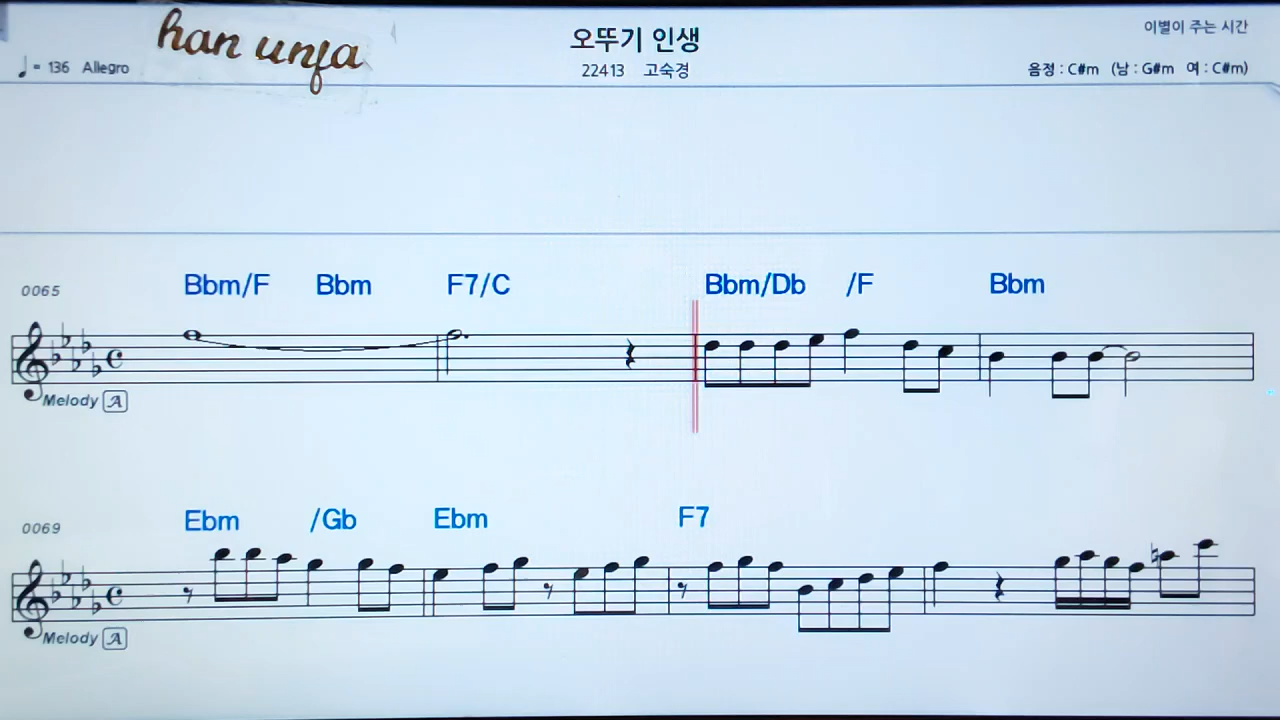 han unfa
오뚜기 인생
이별이 주는 시간
♩= 136 Allegro
22413 고숙경
음정 : C#m (남 : G#m 여 : C#m)
0065
Bbm/F Bbm F7/C Bbm/Db /F Bbm
Melody A
0069
Ebm /Gb Ebm F7
Melody A